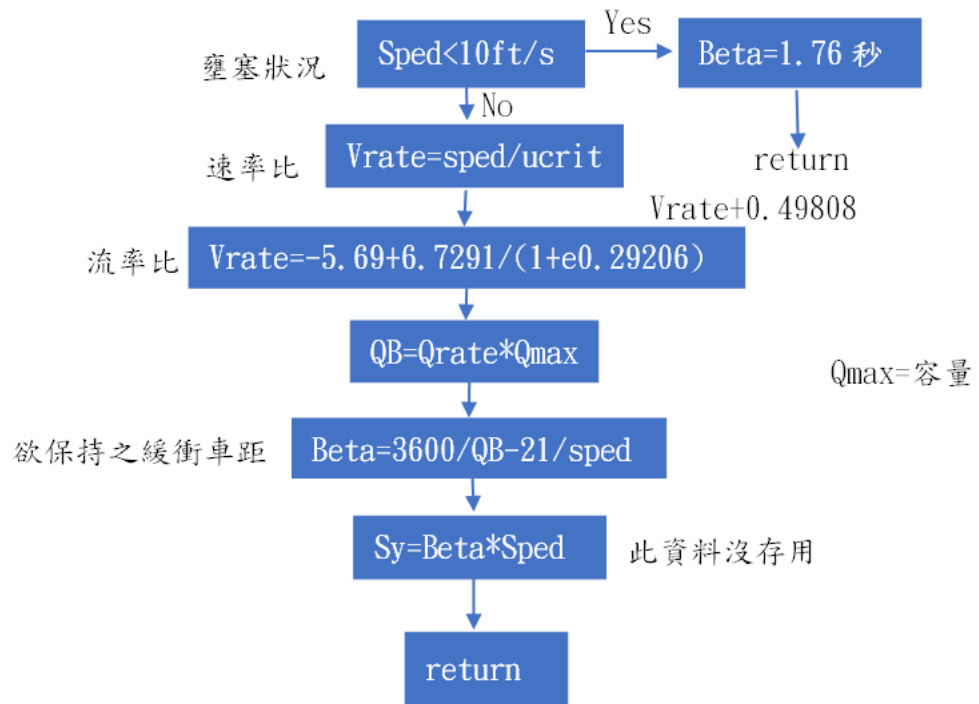 Yes
Sped<10ft/s
Beta=1.76 秒
壅塞狀況
No
Vrate=sped/ucrit
return
速率比
Vrate+0.49808
流率比
Vrate=-5.69+6.7291/(1+e0.29206)
QB=Qrate*Qmax
Qmax=容量
欲保持之緩衝車距
Beta=3600/QB-21/sped
Sy=Beta*Sped
此資料沒存用
return